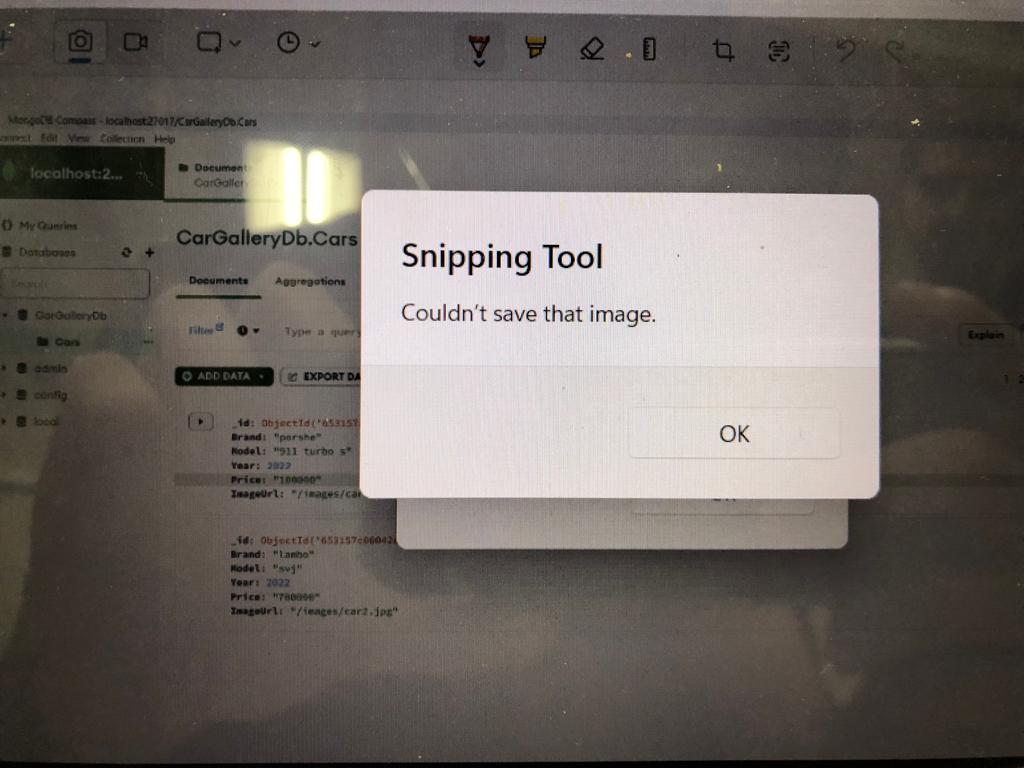 MongoDB Compass - localhost:27017/CarGalleryDb.Cars
Edit View Collection Help
localhost:2...
Documents
CarGallery
My Queries
Databases
Search
CarGalleryDb.Cars
Documents Aggregations
CarGalleryDb
Cars
admin
config
local
Filter
Type a query
Explain
ADD DATA
EXPORT DA
1
_id: ObjectId('653157
Brand: "porshe"
Model: "911 turbo s"
Year: 2022
Price: "180000"
ImageUrl: "/images/car
_id: ObjectId('653157c00042
Brand: "lambo"
Model: "svj"
Year: 2022
Price: "780000"
ImageUrl: "/images/car2.jpg"
Snipping Tool
Couldn't save that image.
OK